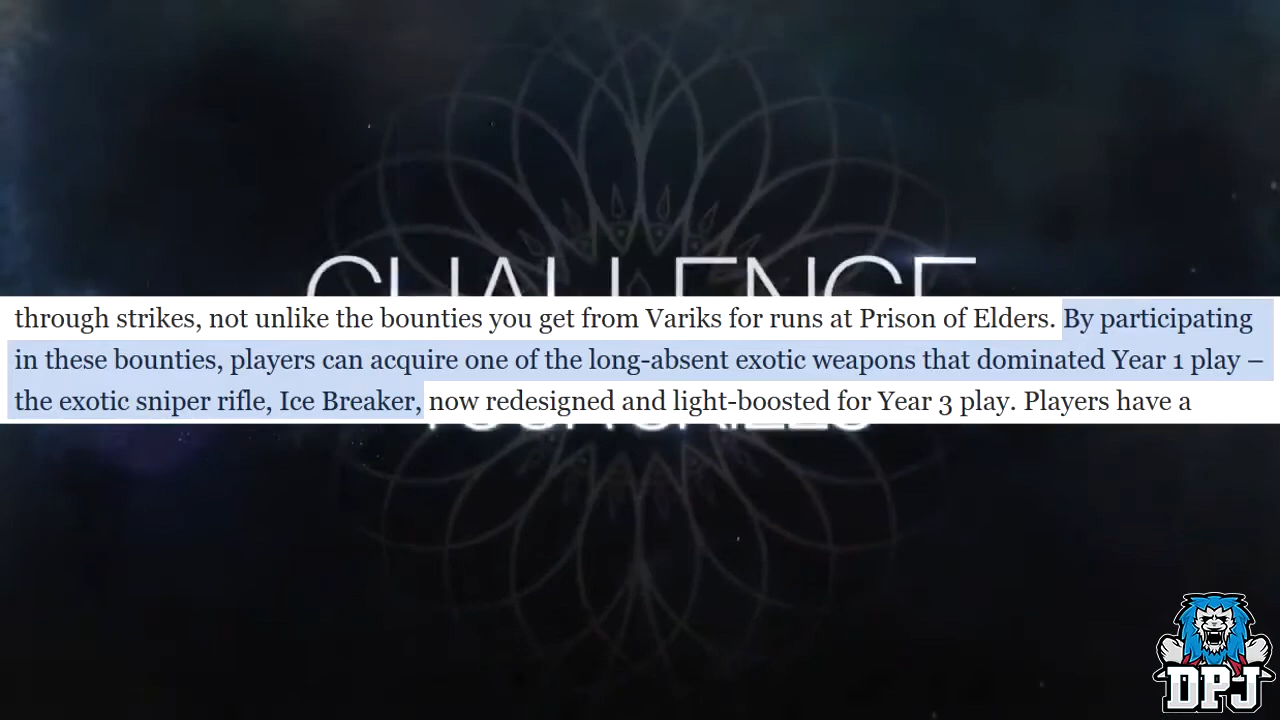 CHALLENGE
through strikes, not unlike the bounties you get from Variks for runs at Prison of Elders. By participating
in these bounties, players can acquire one of the long-absent exotic weapons that dominated Year 1 play –
the exotic sniper rifle, Ice Breaker, now redesigned and light-boosted for Year 3 play. Players have a
DPJ